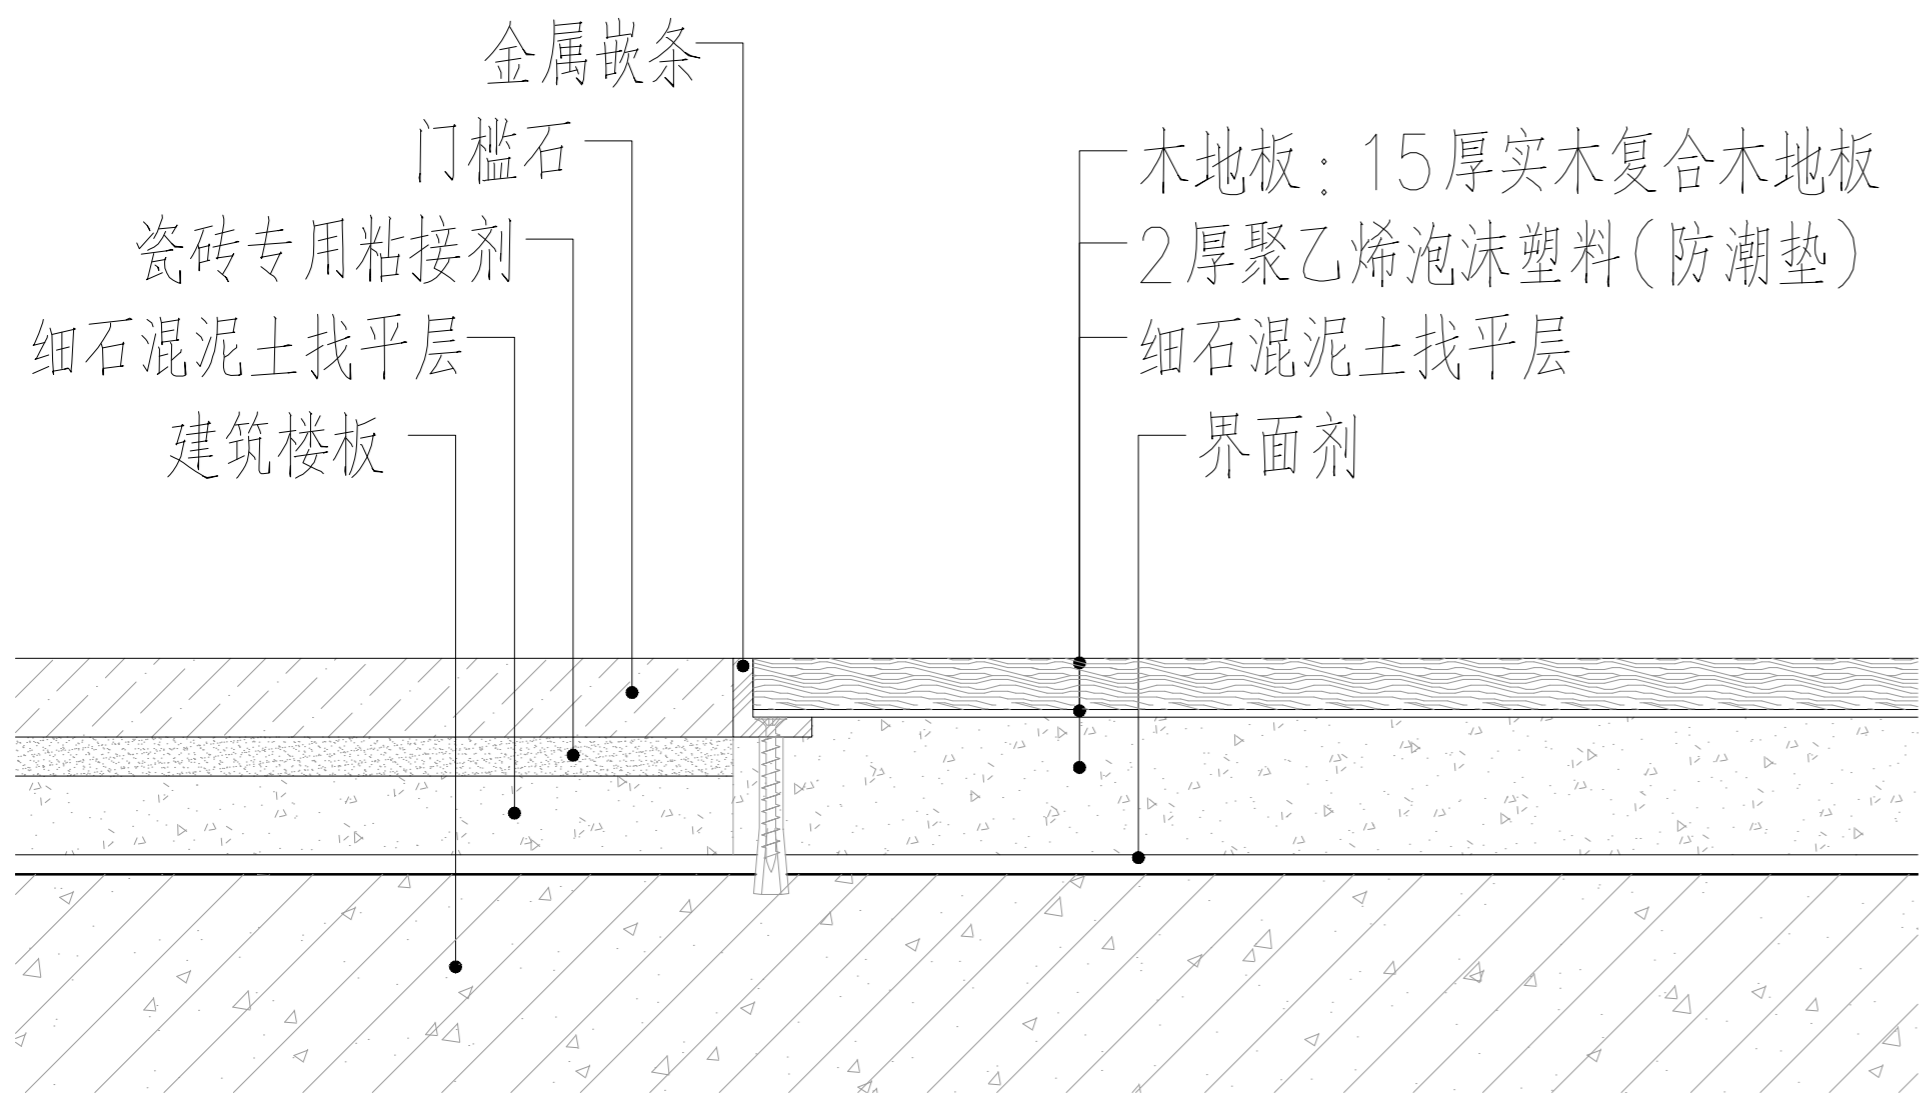 金属嵌条
门槛石
瓷砖专用粘接剂
细石混泥土找平层
建筑楼板
木地板：15厚实木复合木地板
2厚聚乙烯泡沫塑料(防潮垫)
细石混泥土找平层
界面剂